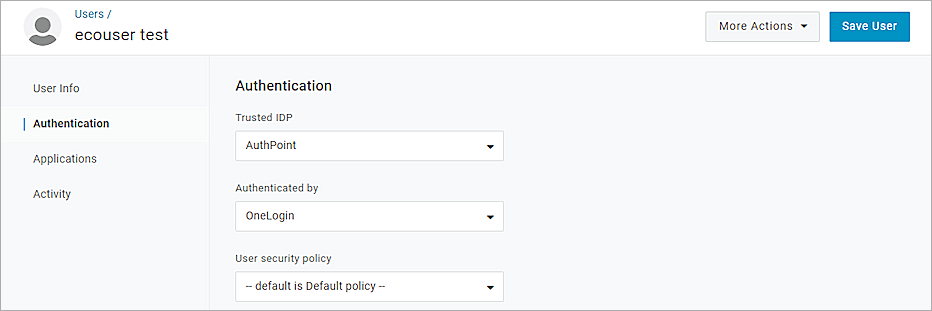 Users /
ecouser test
More Actions
Save User
User Info
Authentication
Applications
Activity
Authentication
Trusted IDP
AuthPoint
Authenticated by
OneLogin
User security policy
-- default is Default policy --